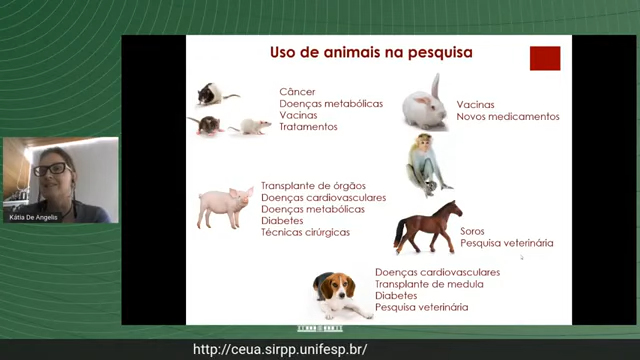 Uso de animais na pesquisa
Câncer
Doenças metabólicas
Vacinas
Tratamentos
Vacinas
Novos medicamentos
Transplante de órgãos
Doenças cardiovasculares
Doenças metabólicas
Diabetes
Técnicas cirúrgicas
Soros
Pesquisa veterinária
Doenças cardiovasculares
Transplante de medula
Diabetes
Pesquisa veterinária
Kátia De Angelis
http://ceua.sirpp.unifesp.br/